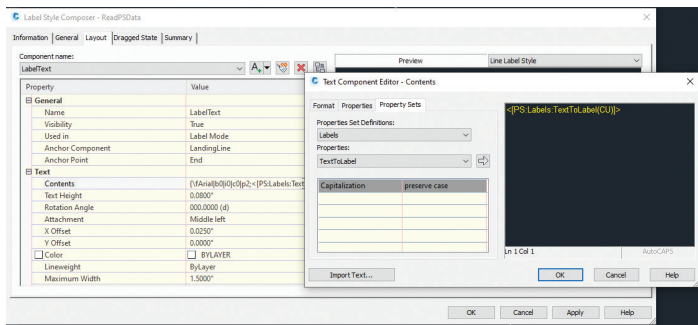 Label Style Composer - ReadPSData
Information General Layout Dragged State Summary
Component name:
LabelText
Preview
Line Label Style
Property Value
General
Name LabelText
Visibility True
Used in Label Mode
Anchor Component LandingLine
Anchor Point End
Text
Contents {\fArial|b0|i0|c0|p2;<[PS:Labels:Text
Text Height 0.0800"
Rotation Angle 000.0000 (d)
Attachment Middle left
X Offset 0.0250"
Y Offset 0.0000"
Color BYLAYER
Lineweight ByLayer
Maximum Width 1.5000"
OK Cancel Apply Help
Text Component Editor - Contents
Format Properties Property Sets
Properties Set Definitions:
Labels
Properties:
TextToLabel
Capitalization preserve case
<[PS:Labels:TextToLabel(CU)]>
Ln 1 Col 1
AutoCAPS
Import Text...
OK Cancel Help